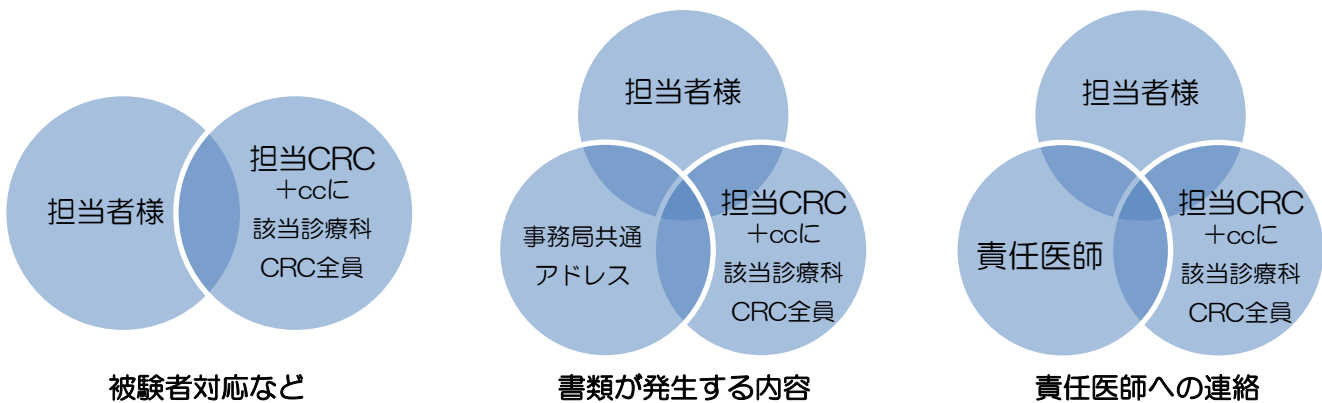 担当者様
担当CRC
+ccに
該当診療科
CRC全員
被験者対応など
担当者様
事務局共通
アドレス
担当CRC
+ccに
該当診療科
CRC全員
書類が発生する内容
担当者様
責任医師
担当CRC
+ccに
該当診療科
CRC全員
責任医師への連絡